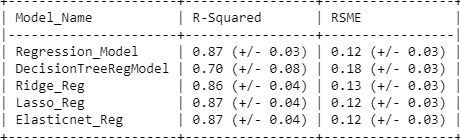 +--------------------+-----------------+-----------------+
| Model_Name | R-Squared | RSME |
|--------------------+-----------------+-----------------|
| Regression_Model | 0.87 (+/- 0.03) | 0.12 (+/- 0.03) |
| DecisionTreeRegModel | 0.70 (+/- 0.08) | 0.18 (+/- 0.03) |
| Ridge_Reg | 0.86 (+/- 0.04) | 0.13 (+/- 0.03) |
| Lasso_Reg | 0.87 (+/- 0.04) | 0.12 (+/- 0.03) |
| Elasticnet_Reg | 0.87 (+/- 0.04) | 0.12 (+/- 0.03) |
+--------------------+-----------------+-----------------+